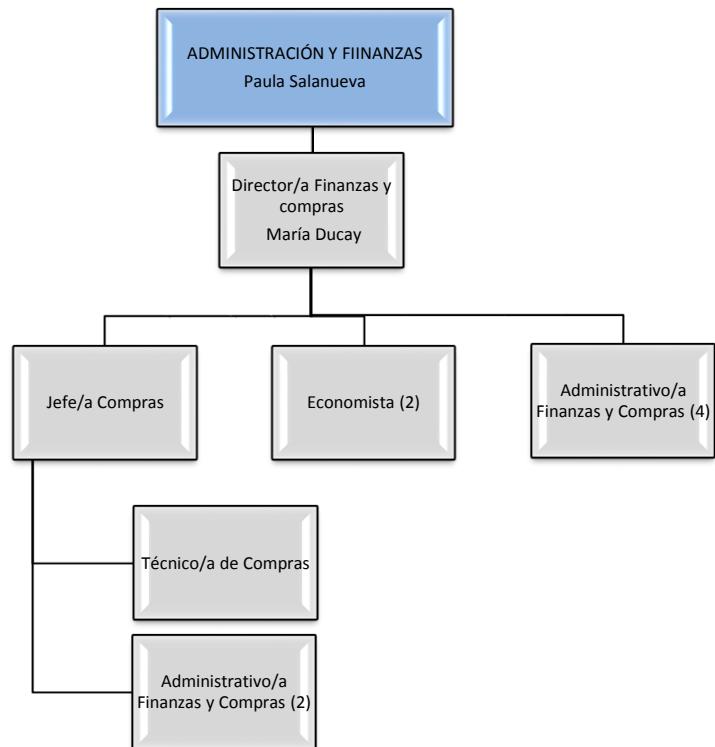 ADMINISTRACIÓN Y FIINANZAS
Paula Salanueva
Director/a Finanzas y
compras
María Ducay
Jefe/a Compras
Economista (2)
Administrativo/a
Finanzas y Compras (4)
Técnico/a de Compras
Administrativo/a
Finanzas y Compras (2)